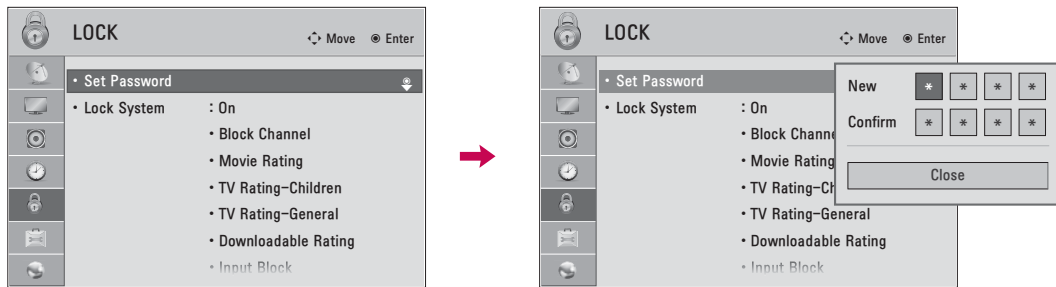 LOCK
Move
Enter
• Set Password
• Lock System : On
• Block Channel
• Movie Rating
• TV Rating-Children
• TV Rating-General
• Downloadable Rating
• Input Block
LOCK
Move
Enter
• Set Password
• Lock System : On
• Block Channe
• Movie Rating
• TV Rating-Ch
• TV Rating-General
• Downloadable Rating
• Input Block
New * * * *
Confirm * * * *
Close